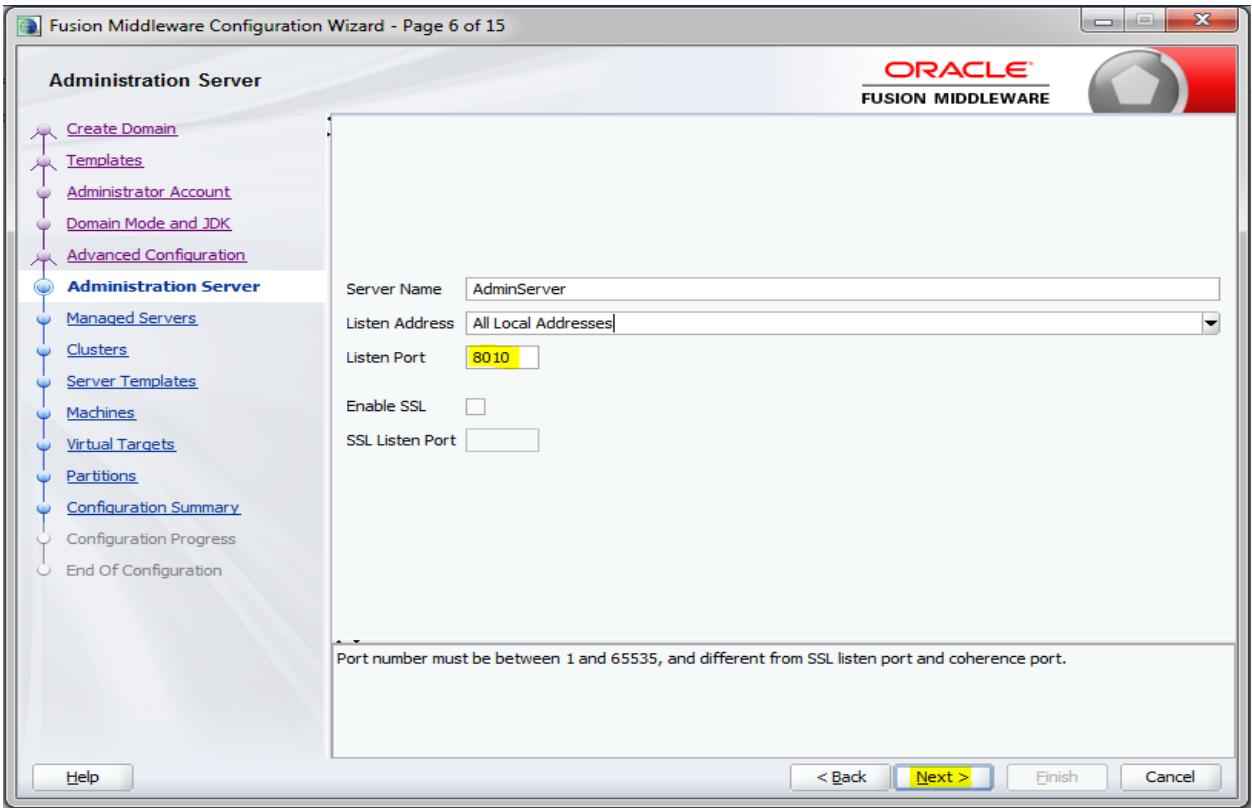 Fusion Middleware Configuration Wizard - Page 6 of 15
Administration Server
ORACLE
FUSION MIDDLEWARE
Create Domain
Templates
Administrator Account
Domain Mode and JDK
Advanced Configuration
Administration Server
Managed Servers
Clusters
Server Templates
Machines
Virtual Targets
Partitions
Configuration Summary
Configuration Progress
End Of Configuration
Server Name AdminServer
Listen Address All Local Addresses
Listen Port 8010
Enable SSL
SSL Listen Port
Port number must be between 1 and 65535, and different from SSL listen port and coherence port.
Help < Back Next > Finish Cancel